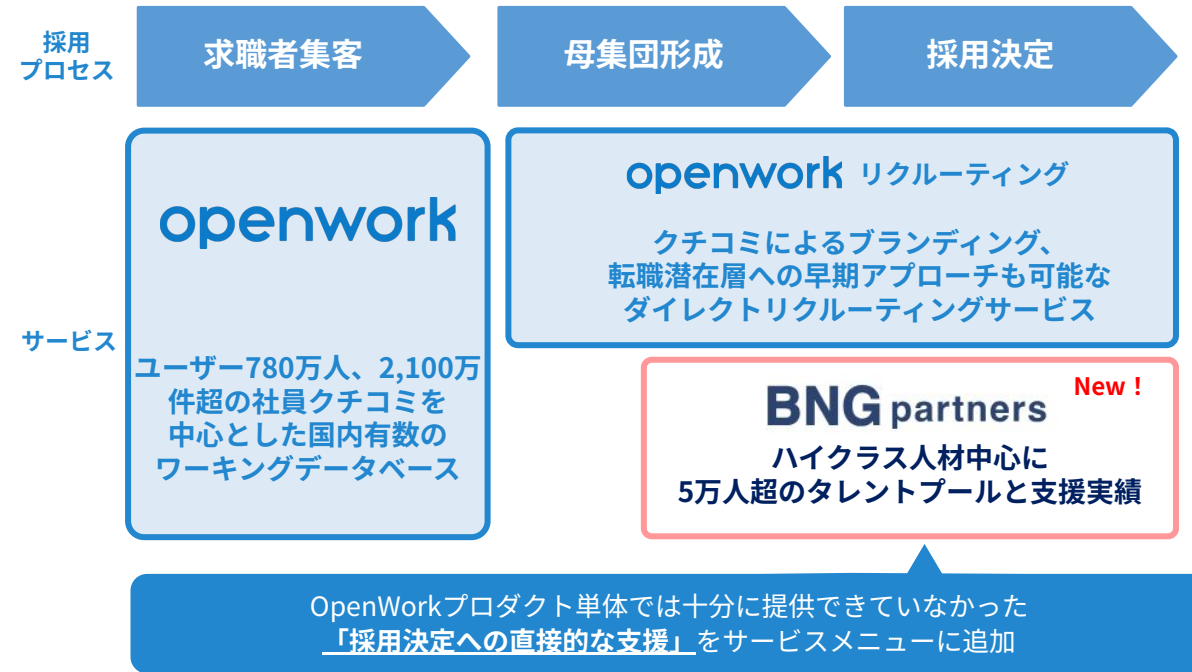 採用
プロセス
求職者集客
母集団形成
採用決定
サービス
openwork
ユーザー780万人、2,100万
件超の社員クチコミを
中心とした国内有数の
ワーキングデータベース
openwork リクルーティング
クチコミによるブランディング、
転職潜在層への早期アプローチも可能な
ダイレクトリクルーティングサービス
New！
BNG partners
ハイクラス人材中心に
5万人超のタレントプールと支援実績
OpenWorkプロダクト単体では十分に提供できていなかった
「採用決定への直接的な支援」をサービスメニューに追加